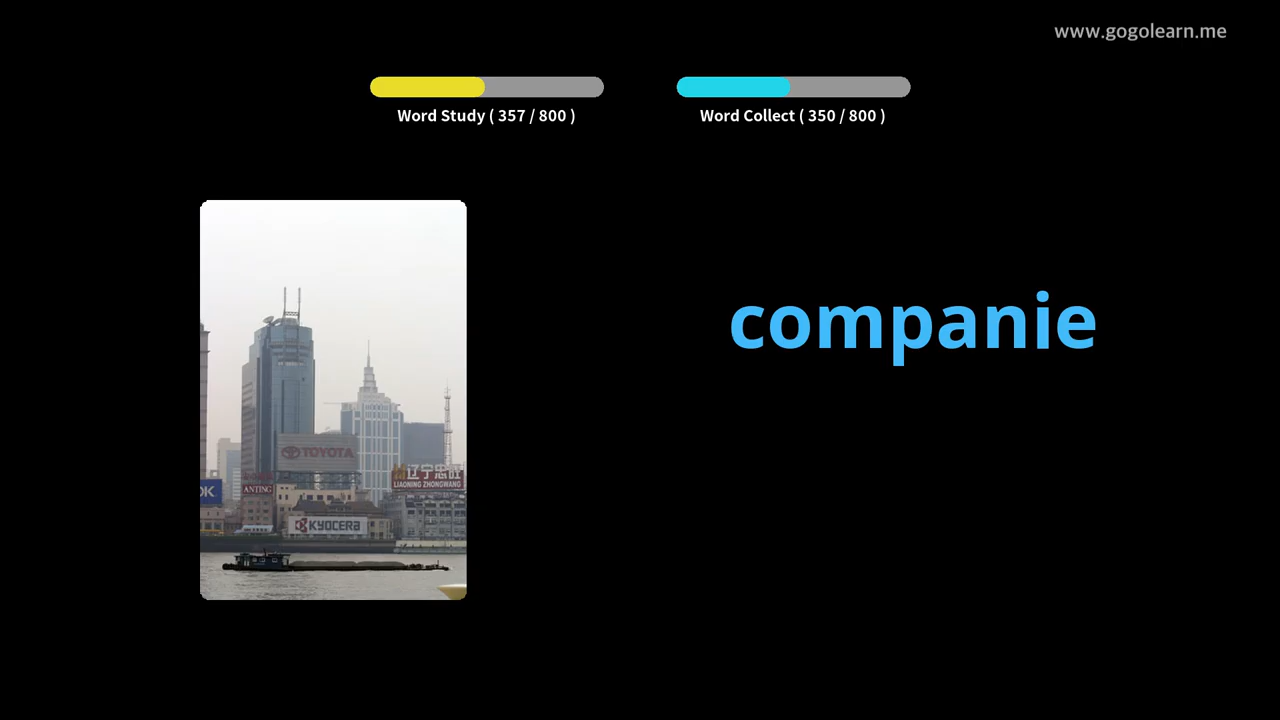 www.gogolearn.me
Word Study ( 357 / 800 )
Word Collect ( 350 / 800 )
companie
TOYOTA
辽宁忠旺
LIAONING ZHONGWANG
ANTING
OK
KYOCERA